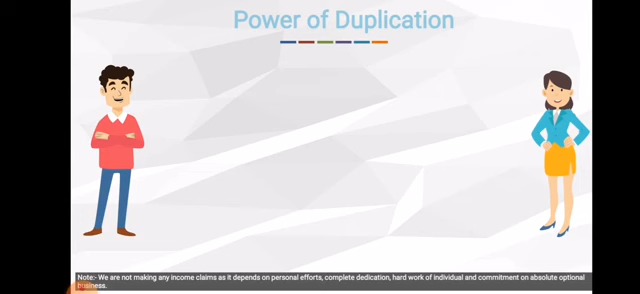 Power of Duplication
Note:- We are not making any income claims as it depends on personal efforts, complete dedication, hard work of individual and commitment on absolute optional
business.